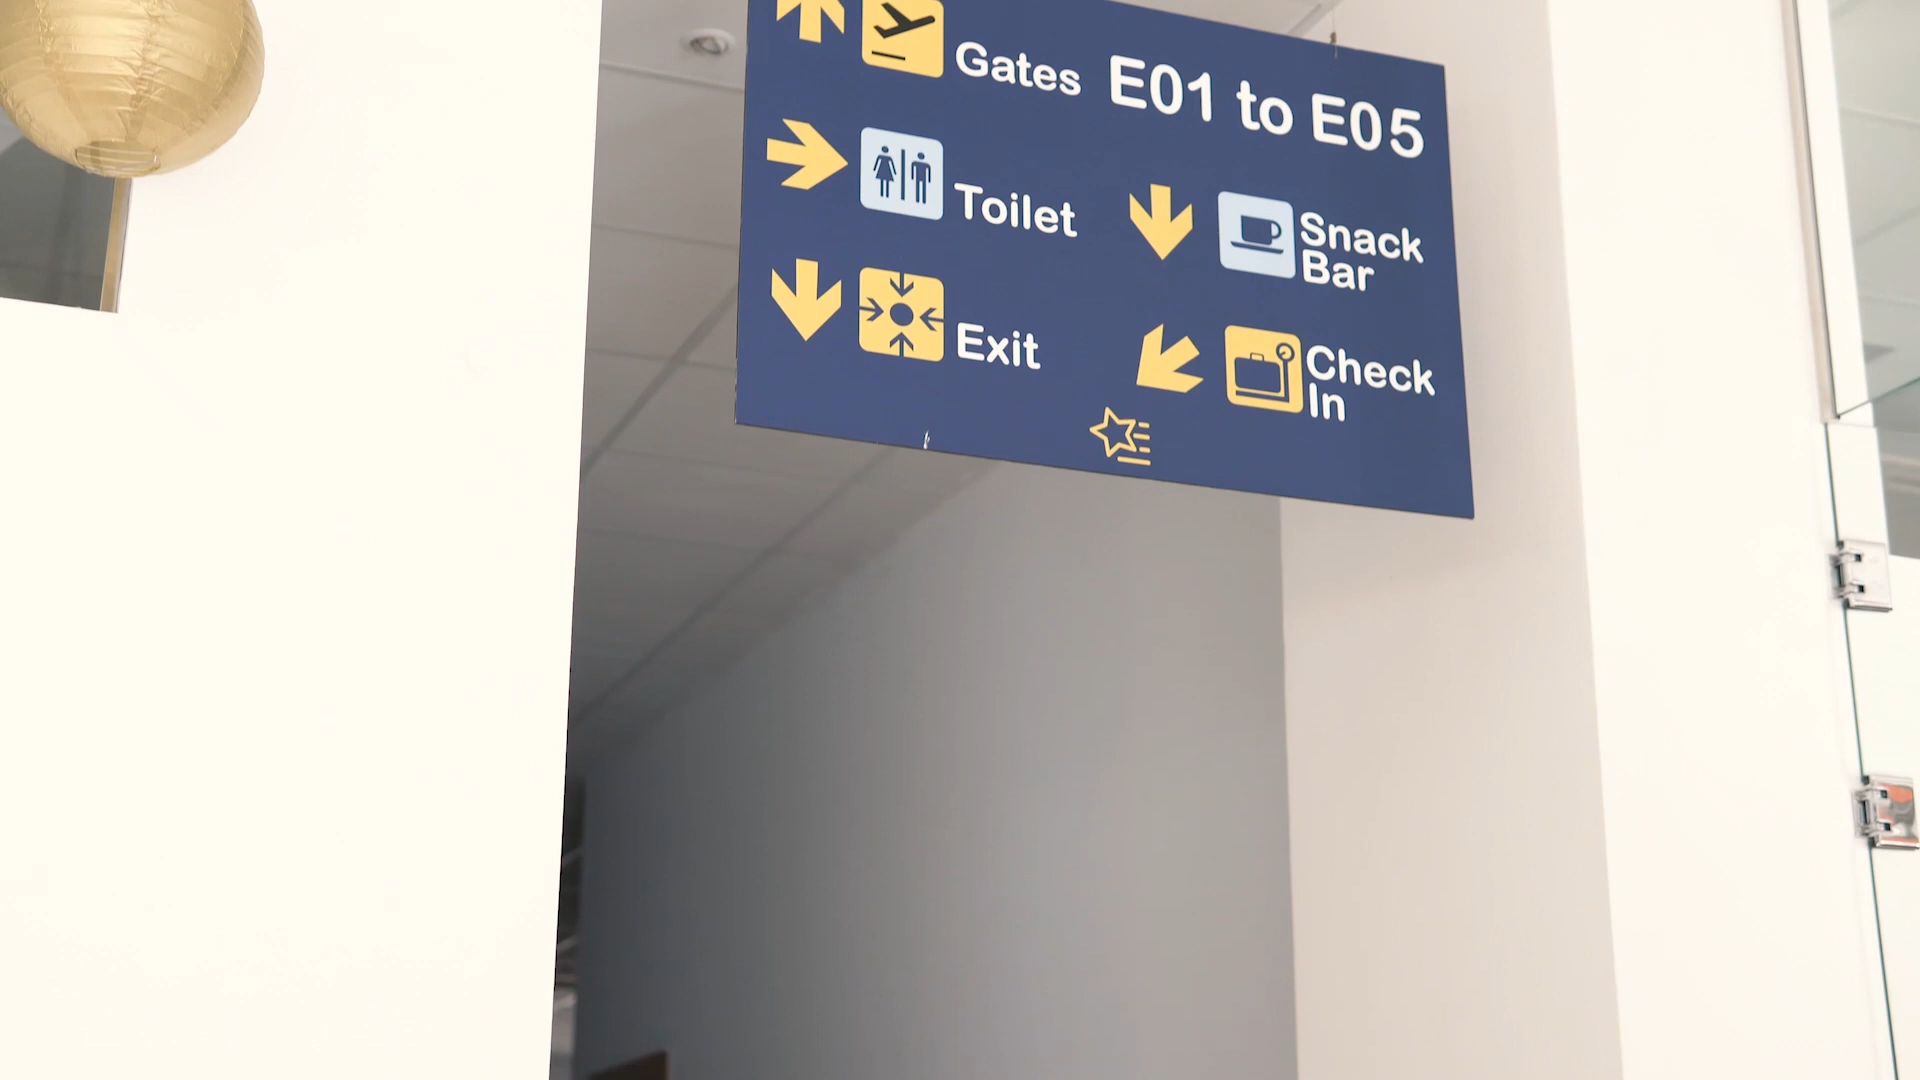 Gates E01 to E05
Toilet
Snack
Bar
Exit
Check
In